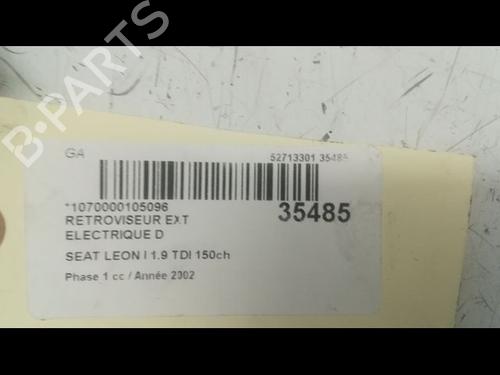 B-PARTS
GA
52713301 35485
*1070000105096
35485
RETROVISEUR EXT
ELECTRIQUE D
SEAT LEON I 1.9 TDI 150ch
Phase 1 cc / Année 2002